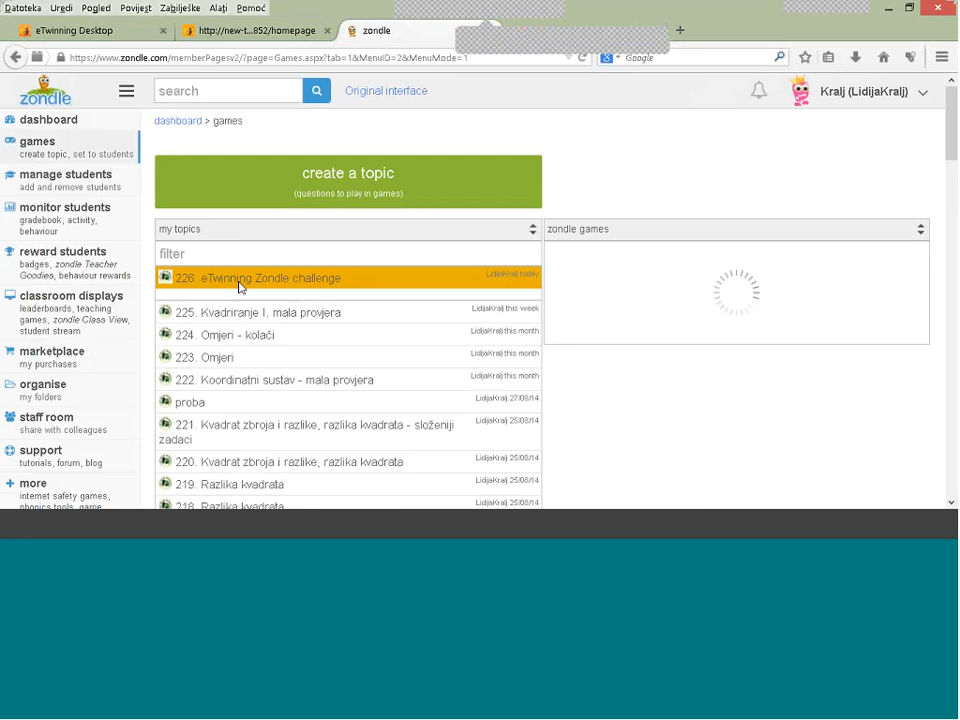 Datoteka Uredi Pogled Povijest Zabilješke Alati Pomoć
eTwinning Desktop × http://new-t...852/homepage × zondle +
https://www.zondle.com/memberPagesv2/?page=Games.aspx?tab=1&MenuID=2&MenuMode=1
Google
zondle
search
Original interface
Kralj (LidijaKralj)
dashboard
games
create topic, set to students
manage students
add and remove students
monitor students
gradebook, activity,
behaviour
reward students
badges, zondle Teacher
Goodies, behaviour rewards
classroom displays
leaderboards, teaching
games, zondle Class View,
student stream
marketplace
my purchases
organise
my folders
staff room
share with colleagues
support
tutorials, forum, blog
more
internet safety games,
phonics tools, game
dashboard > games
create a topic
(questions to play in games)
my topics
filter
226. eTwinning Zondle challenge LidijaKralj today
225. Kvadriranje I. mala provjera LidijaKralj this week
224. Omjeri - kolači LidijaKralj this month
223. Omjeri LidijaKralj this month
222. Koordinatni sustav - mala provjera LidijaKralj this month
proba LidijaKralj 27/08/14
221. Kvadrat zbroja i razlike, razlika kvadrata - složeniji LidijaKralj 25/08/14
zadaci
220. Kvadrat zbroja i razlike, razlika kvadrata LidijaKralj 25/08/14
219. Razlika kvadrata LidijaKralj 25/08/14
218. Razlika kvadrata LidijaKralj 25/08/14
zondle games